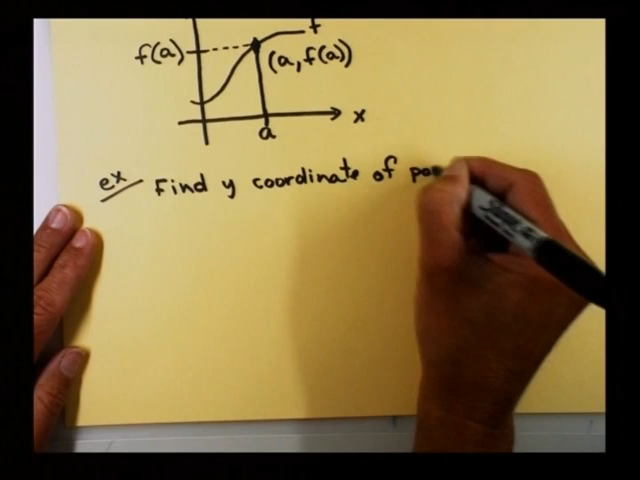 f
f(a)
(a, f(a))
x
a
ex Find y coordinate of